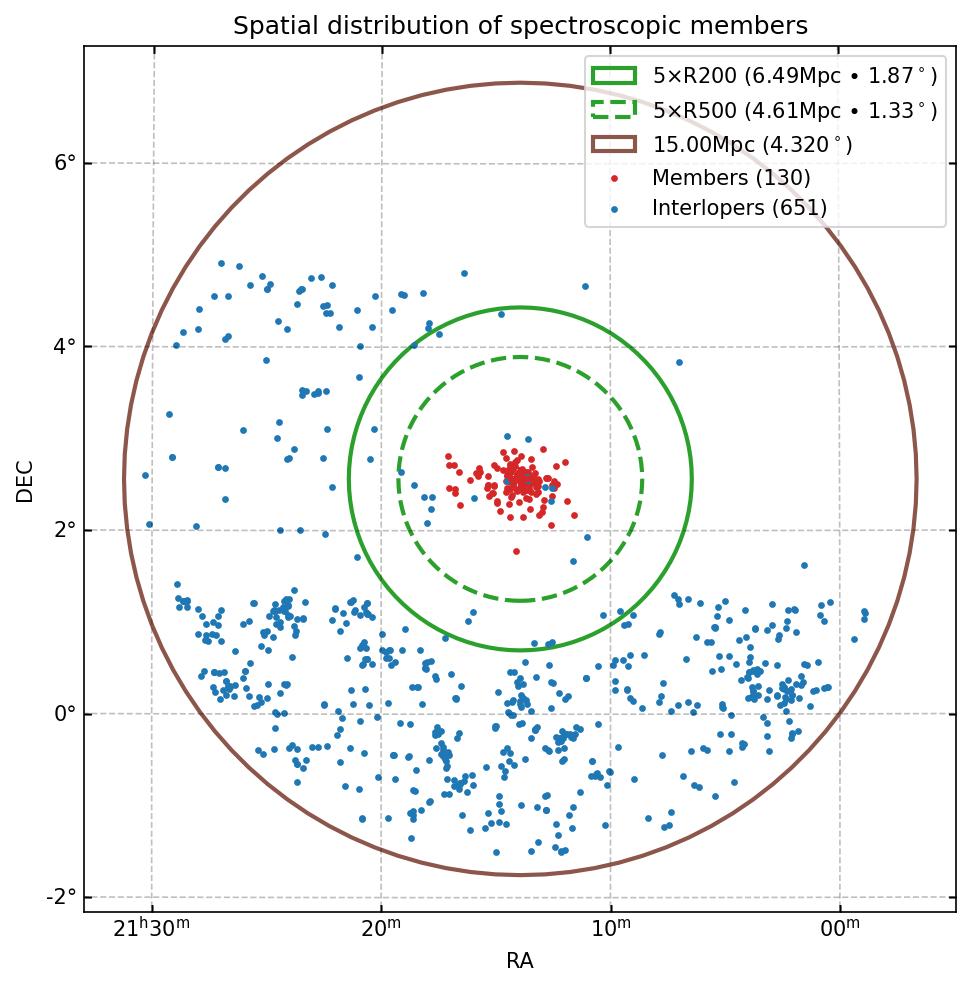 Spatial distribution of spectroscopic members
5×R200 (6.49Mpc • 1.87°)
5×R500 (4.61Mpc • 1.33°)
15.00Mpc (4.320°)
Members (130)
Interlopers (651)
6°
4°
2°
0°
-2°
DEC
21ʰ30ᵐ
20ᵐ
10ᵐ
00ᵐ
RA